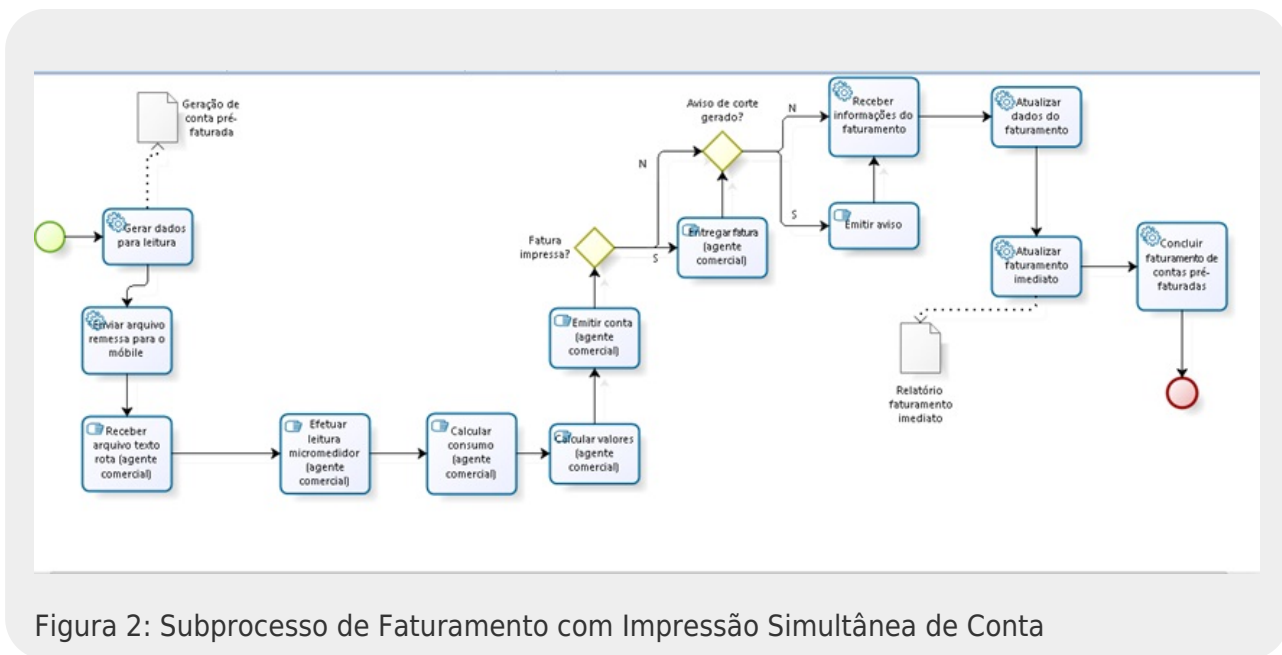 Geração de
conta pré-
faturada
Gerar dados
para leitura
Enviar arquivo
remessa para o
móbile
Receber
arquivo texto
rota (agente
comercial)
Efetuar
leitura
micromedidor
(agente
comercial)
Calcular
consumo
(agente
comercial)
Calcular valores
(agente
comercial)
Emitir conta
(agente
comercial)
Fatura
impressa?
N
S
Entregar fatura
(agente
comercial)
Aviso de corte
gerado?
N
S
Emitir aviso
Receber
informações do
faturamento
Atualizar
dados do
faturamento
Atualizar
faturamento
imediato
Relatório
faturamento
imediato
Concluir
faturamento de
contas pré-
faturadas
Figura 2: Subprocesso de Faturamento com Impressão Simultânea de Conta